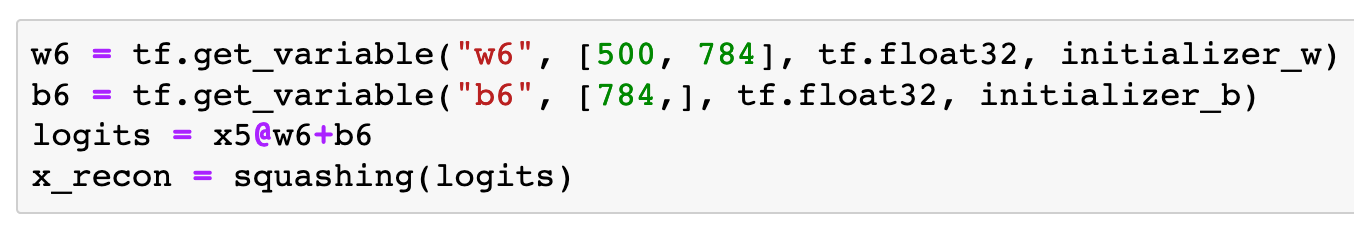 w6 = tf.get_variable("w6", [500, 784], tf.float32, initializer_w)
b6 = tf.get_variable("b6", [784,], tf.float32, initializer_b)
logits = x5@w6+b6
x_recon = squashing(logits)